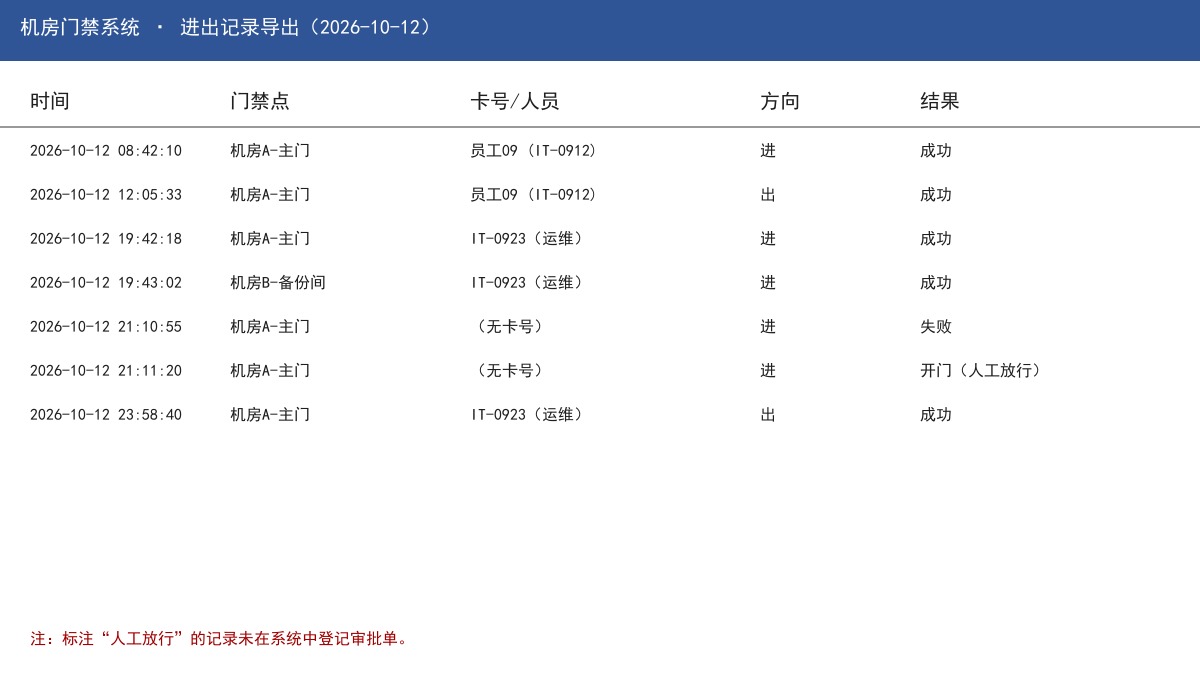 机房门禁系统 · 进出记录导出（2026-10-12）
时间 门禁点 卡号/人员 方向 结果
2026-10-12 08:42:10 机房A-主门 员工09 (IT-0912) 进 成功
2026-10-12 12:05:33 机房A-主门 员工09 (IT-0912) 出 成功
2026-10-12 19:42:18 机房A-主门 IT-0923（运维） 进 成功
2026-10-12 19:43:02 机房B-备份间 IT-0923（运维） 进 成功
2026-10-12 21:10:55 机房A-主门 （无卡号） 进 失败
2026-10-12 21:11:20 机房A-主门 （无卡号） 进 开门（人工放行）
2026-10-12 23:58:40 机房A-主门 IT-0923（运维） 出 成功
注：标注“人工放行”的记录未在系统中登记审批单。